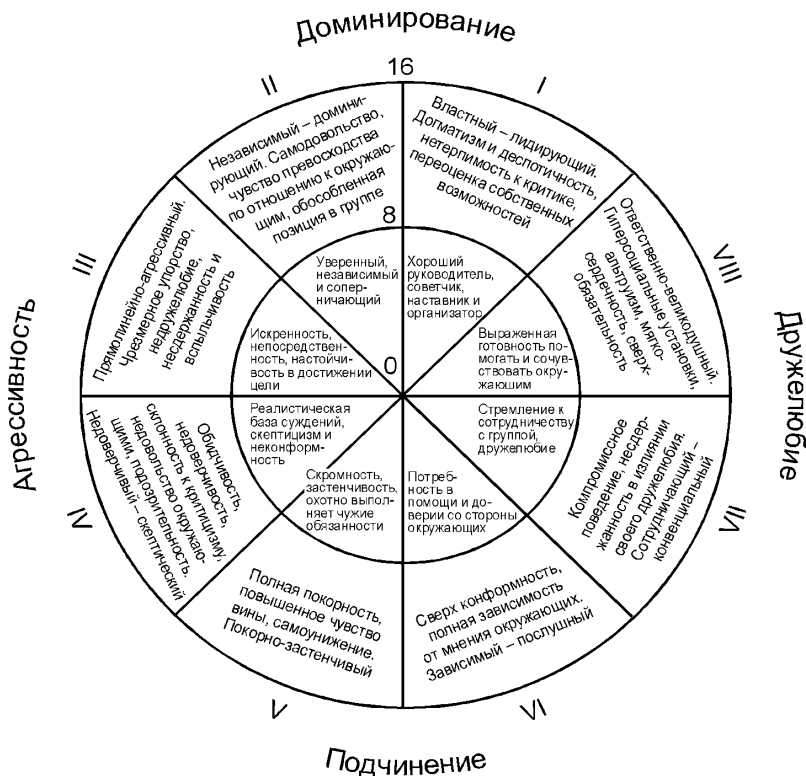 Доминирование
16
8
0
II
I
III
VIII
Агрессивность
Дружелюбие
IV
VII
V
VI
Подчинение
Независимый – домини-
рующий. Самодовольство,
чувство превосходства
по отношению к окружаю-
щим, обособленная
позиция в группе
Властный – лидирующий.
Догматизм и деспотичность,
нетерпимость к критике,
переоценка собственных
возможностей
Прямолинейно-агрессивный.
Чрезмерное упорство,
недружелюбие,
несдержанность и
вспыльчивость
Ответственно-великодушный.
Гиперсоциальные установки,
альтруизм, мягко-
сердечность, сверх-
обязательность
Уверенный,
независимый
и сопер-
ничающий
Хороший
руководитель,
советчик,
наставник и
организатор
Искренность,
непосредствен-
ность, настойчи-
вость в достижении
цели
Выраженная
готовность по-
могать и сочув-
ствовать окру-
жаюшим
Реалистическая
база суждений,
скептицизм и
неконформ-
ность
Стремление к
сотрудничеству
с группой,
дружелюбие
Скромность,
застенчивость,
охотно выпол-
няет чужие
обязанности
Потреб-
ность в
помощи и до-
верии со стороны
окружающих
Обидчивость,
недоверчивость,
склонность к критицизму,
недовольство окружаю-
щими, подозрительность.
Недоверчивый – скептический
Компромиссное
поведение, несдер-
жанность в излиянии
своего дружелюбия.
Сотрудничающий –
конвенциальный
Полная покорность,
повышенное чувство
вины, самоунижение.
Покорно-застенчивый
Сверх конформность,
полная зависимость
от мнения окружающих.
Зависимый – послушный